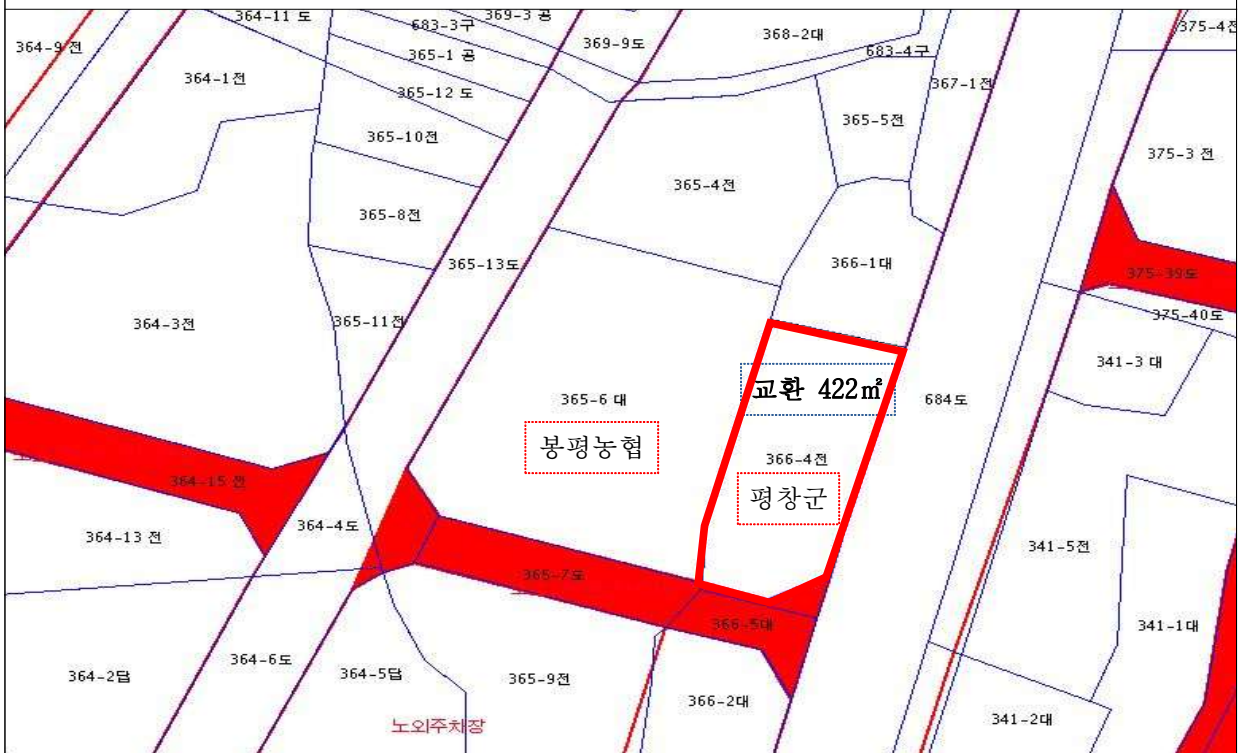 364-11 도
683-3구
369-3 공
375-4전
364-9 전
365-1 공
369-9도
368-2대
683-4구
364-1전
365-12 도
367-1전
365-10전
365-5전
375-3 전
365-4전
365-8전
365-13도
366-1대
375-39도
364-3전
365-11전
375-40도
341-3 대
교환 422㎡
365-6 대
684도
봉평농협
366-4전
364-15 전
평창군
364-13 전
364-4도
341-5전
365-7도
366-5대
341-1대
364-2답
364-6도
364-5답
365-9전
366-2대
노외주차장
341-2대